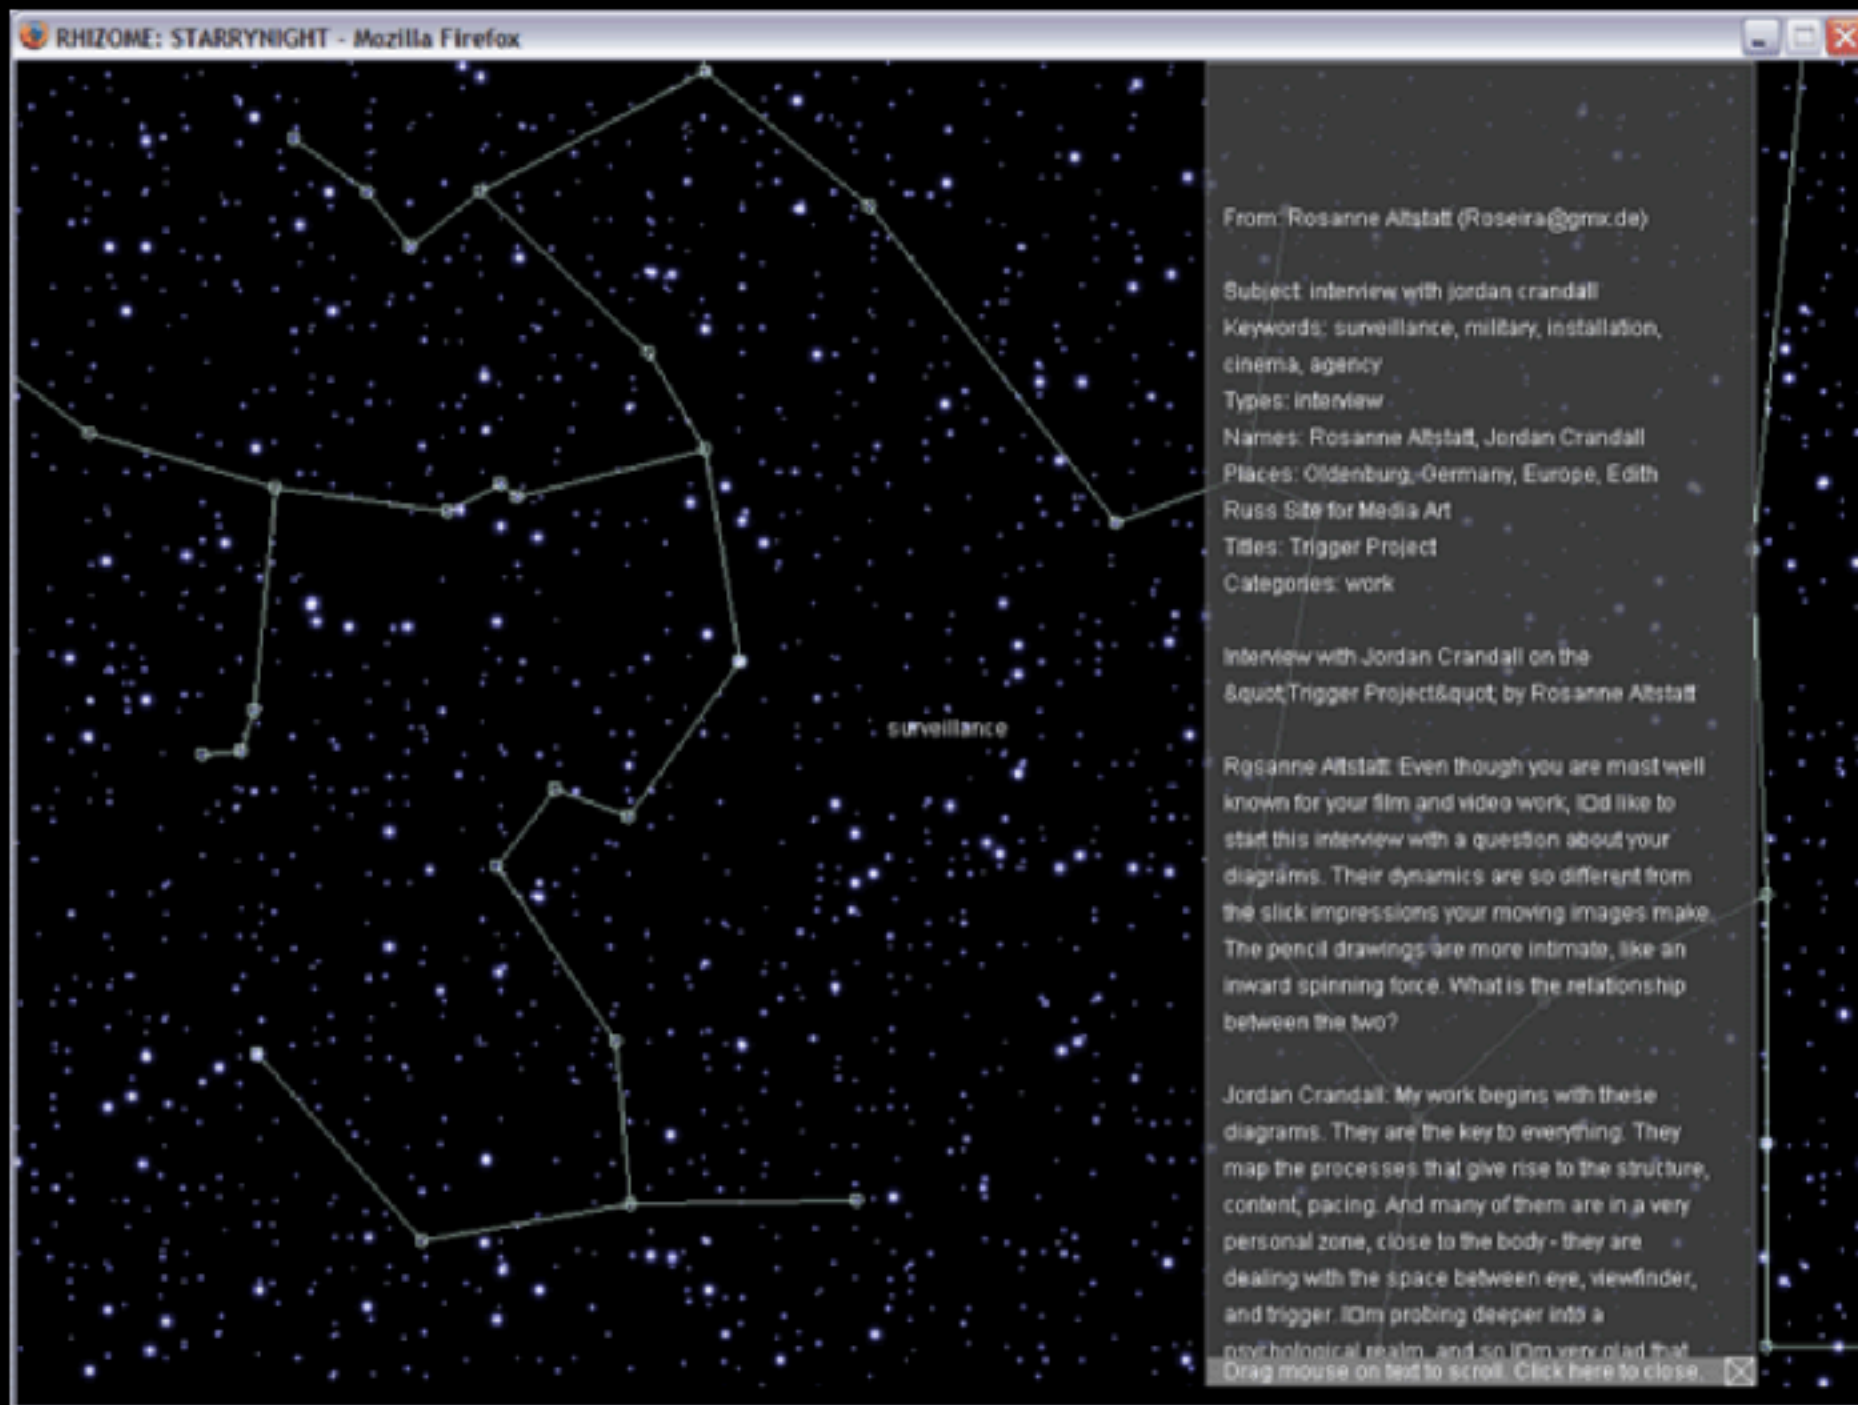 RHIZOME: STARRYNIGHT - Mozilla Firefox
surveillance
From: Rosanne Altstatt (Roseira@gmx.de)
Subject: interview with jordan crandall
Keywords: surveillance, military, installation,
cinema, agency
Types: interview
Names: Rosanne Altstatt, Jordan Crandall
Places: Oldenburg, Germany, Europe, Edith
Russ Site for Media Art
Titles: Trigger Project
Categories: work
Interview with Jordan Crandall on the
&quot;Trigger Project&quot; by Rosanne Altstatt
Rosanne Altstatt: Even though you are most well
known for your film and video work, I□d like to
start this interview with a question about your
diagrams. Their dynamics are so different from
the slick impressions your moving images make.
The pencil drawings are more intimate, like an
inward spinning force. What is the relationship
between the two?
Jordan Crandall: My work begins with these
diagrams. They are the key to everything. They
map the processes that give rise to the structure,
content, pacing. And many of them are in a very
personal zone, close to the body - they are
dealing with the space between eye, viewfinder,
and trigger. I□m probing deeper into a
psychological realm, and so I□m very glad that
Drag mouse on text to scroll. Click here to close.